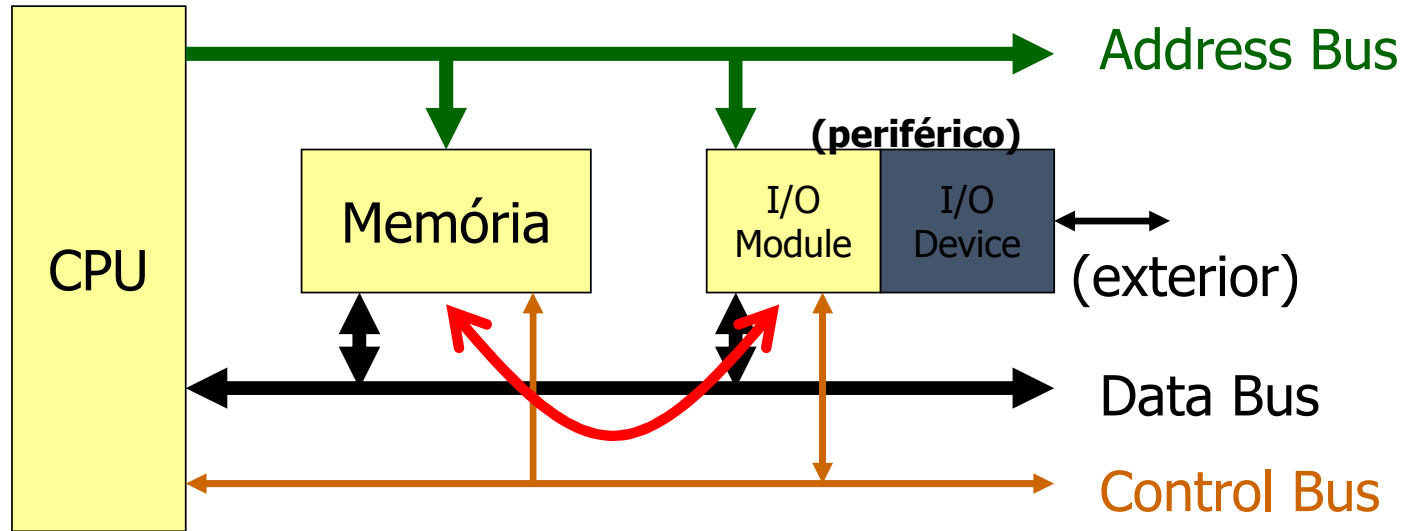 Address Bus
(periférico)
CPU
Memória
I/O
Module
I/O
Device
(exterior)
Data Bus
Control Bus